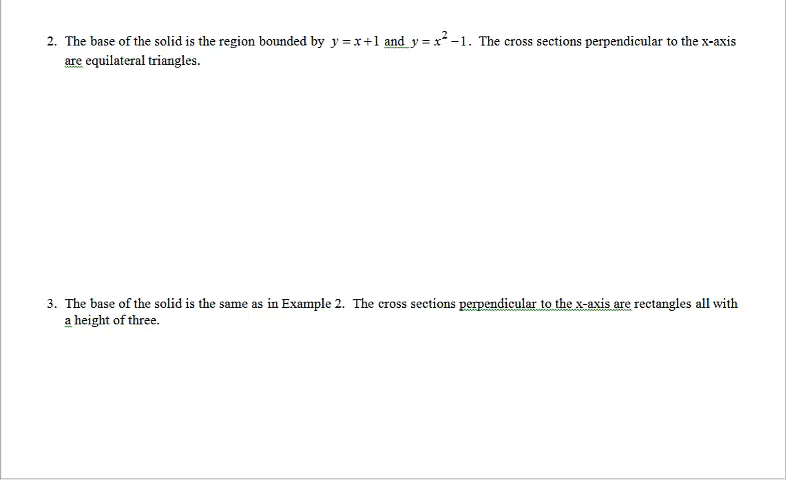 2. The base of the solid is the region bounded by y = x + 1 and y = x² − 1. The cross sections perpendicular to the x-axis
are equilateral triangles.
3. The base of the solid is the same as in Example 2. The cross sections perpendicular to the x-axis are rectangles all with
a height of three.